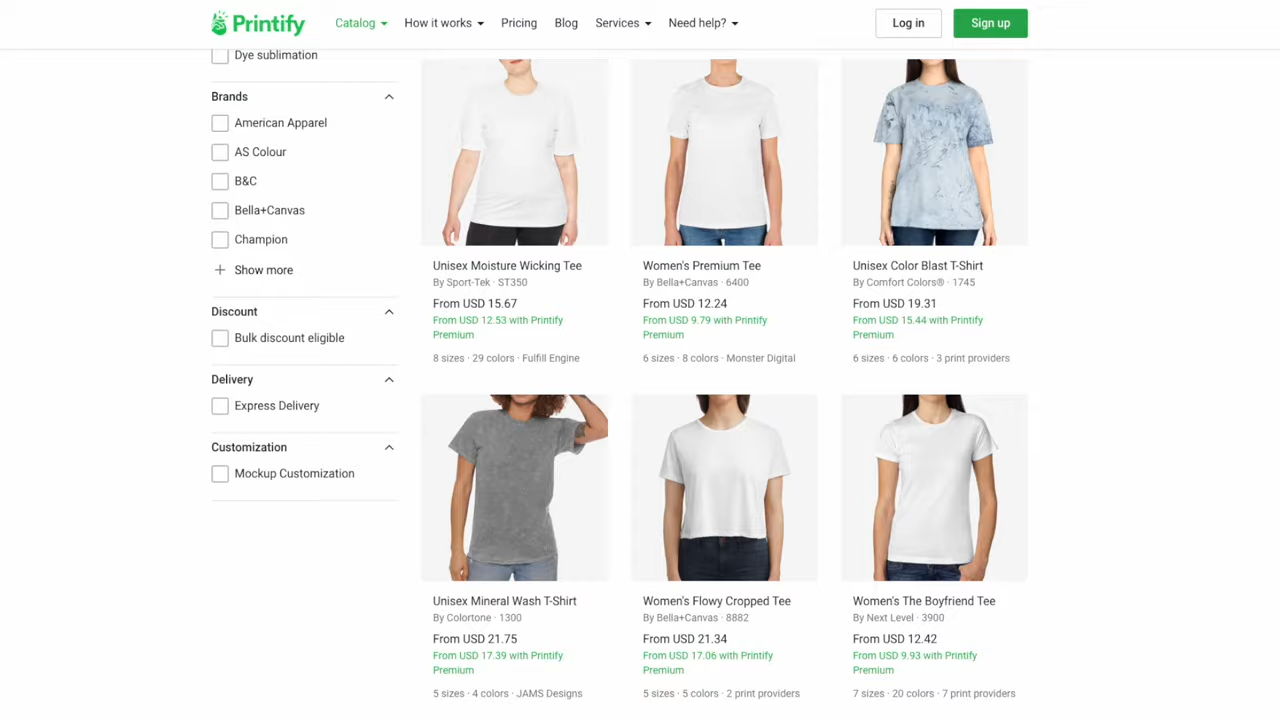 Printify
Catalog
How it works
Pricing
Blog
Services
Need help?
Log in
Sign up
Dye sublimation
Brands
American Apparel
AS Colour
B&C
Bella+Canvas
Champion
Show more
Discount
Bulk discount eligible
Delivery
Express Delivery
Customization
Mockup Customization
Unisex Moisture Wicking Tee
By Sport-Tek · ST350
From USD 15.67
From USD 12.53 with Printify
Premium
8 sizes · 29 colors · Fulfill Engine
Women's Premium Tee
By Bella+Canvas · 6400
From USD 12.24
From USD 9.79 with Printify
Premium
6 sizes · 8 colors · Monster Digital
Unisex Color Blast T-Shirt
By Comfort Colors® · 1745
From USD 19.31
From USD 15.44 with Printify
Premium
6 sizes · 6 colors · 3 print providers
Unisex Mineral Wash T-Shirt
By Colortone · 1300
From USD 21.75
From USD 17.39 with Printify
Premium
5 sizes · 4 colors · JAMS Designs
Women's Flowy Cropped Tee
By Bella+Canvas · 8882
From USD 21.34
From USD 17.06 with Printify
Premium
5 sizes · 5 colors · 2 print providers
Women's The Boyfriend Tee
By Next Level · 3900
From USD 12.42
From USD 9.93 with Printify
Premium
7 sizes · 20 colors · 7 print providers